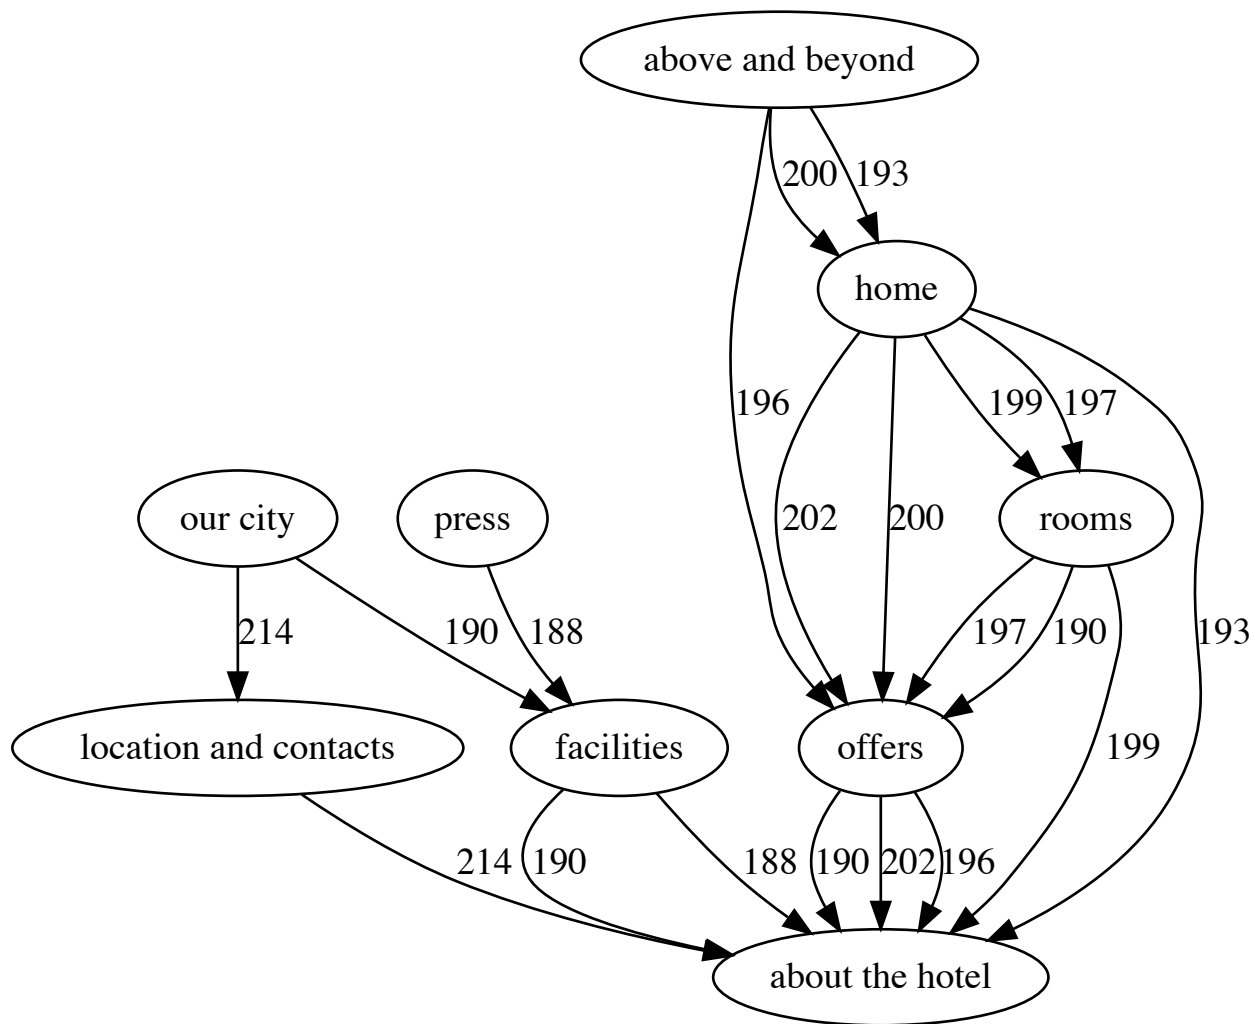 above and beyond
200 193
home
196 199 197
our city press 202 200 rooms
214 190 188 197 190 193
location and contacts facilities offers 199
214 190 188 190 202 196
about the hotel